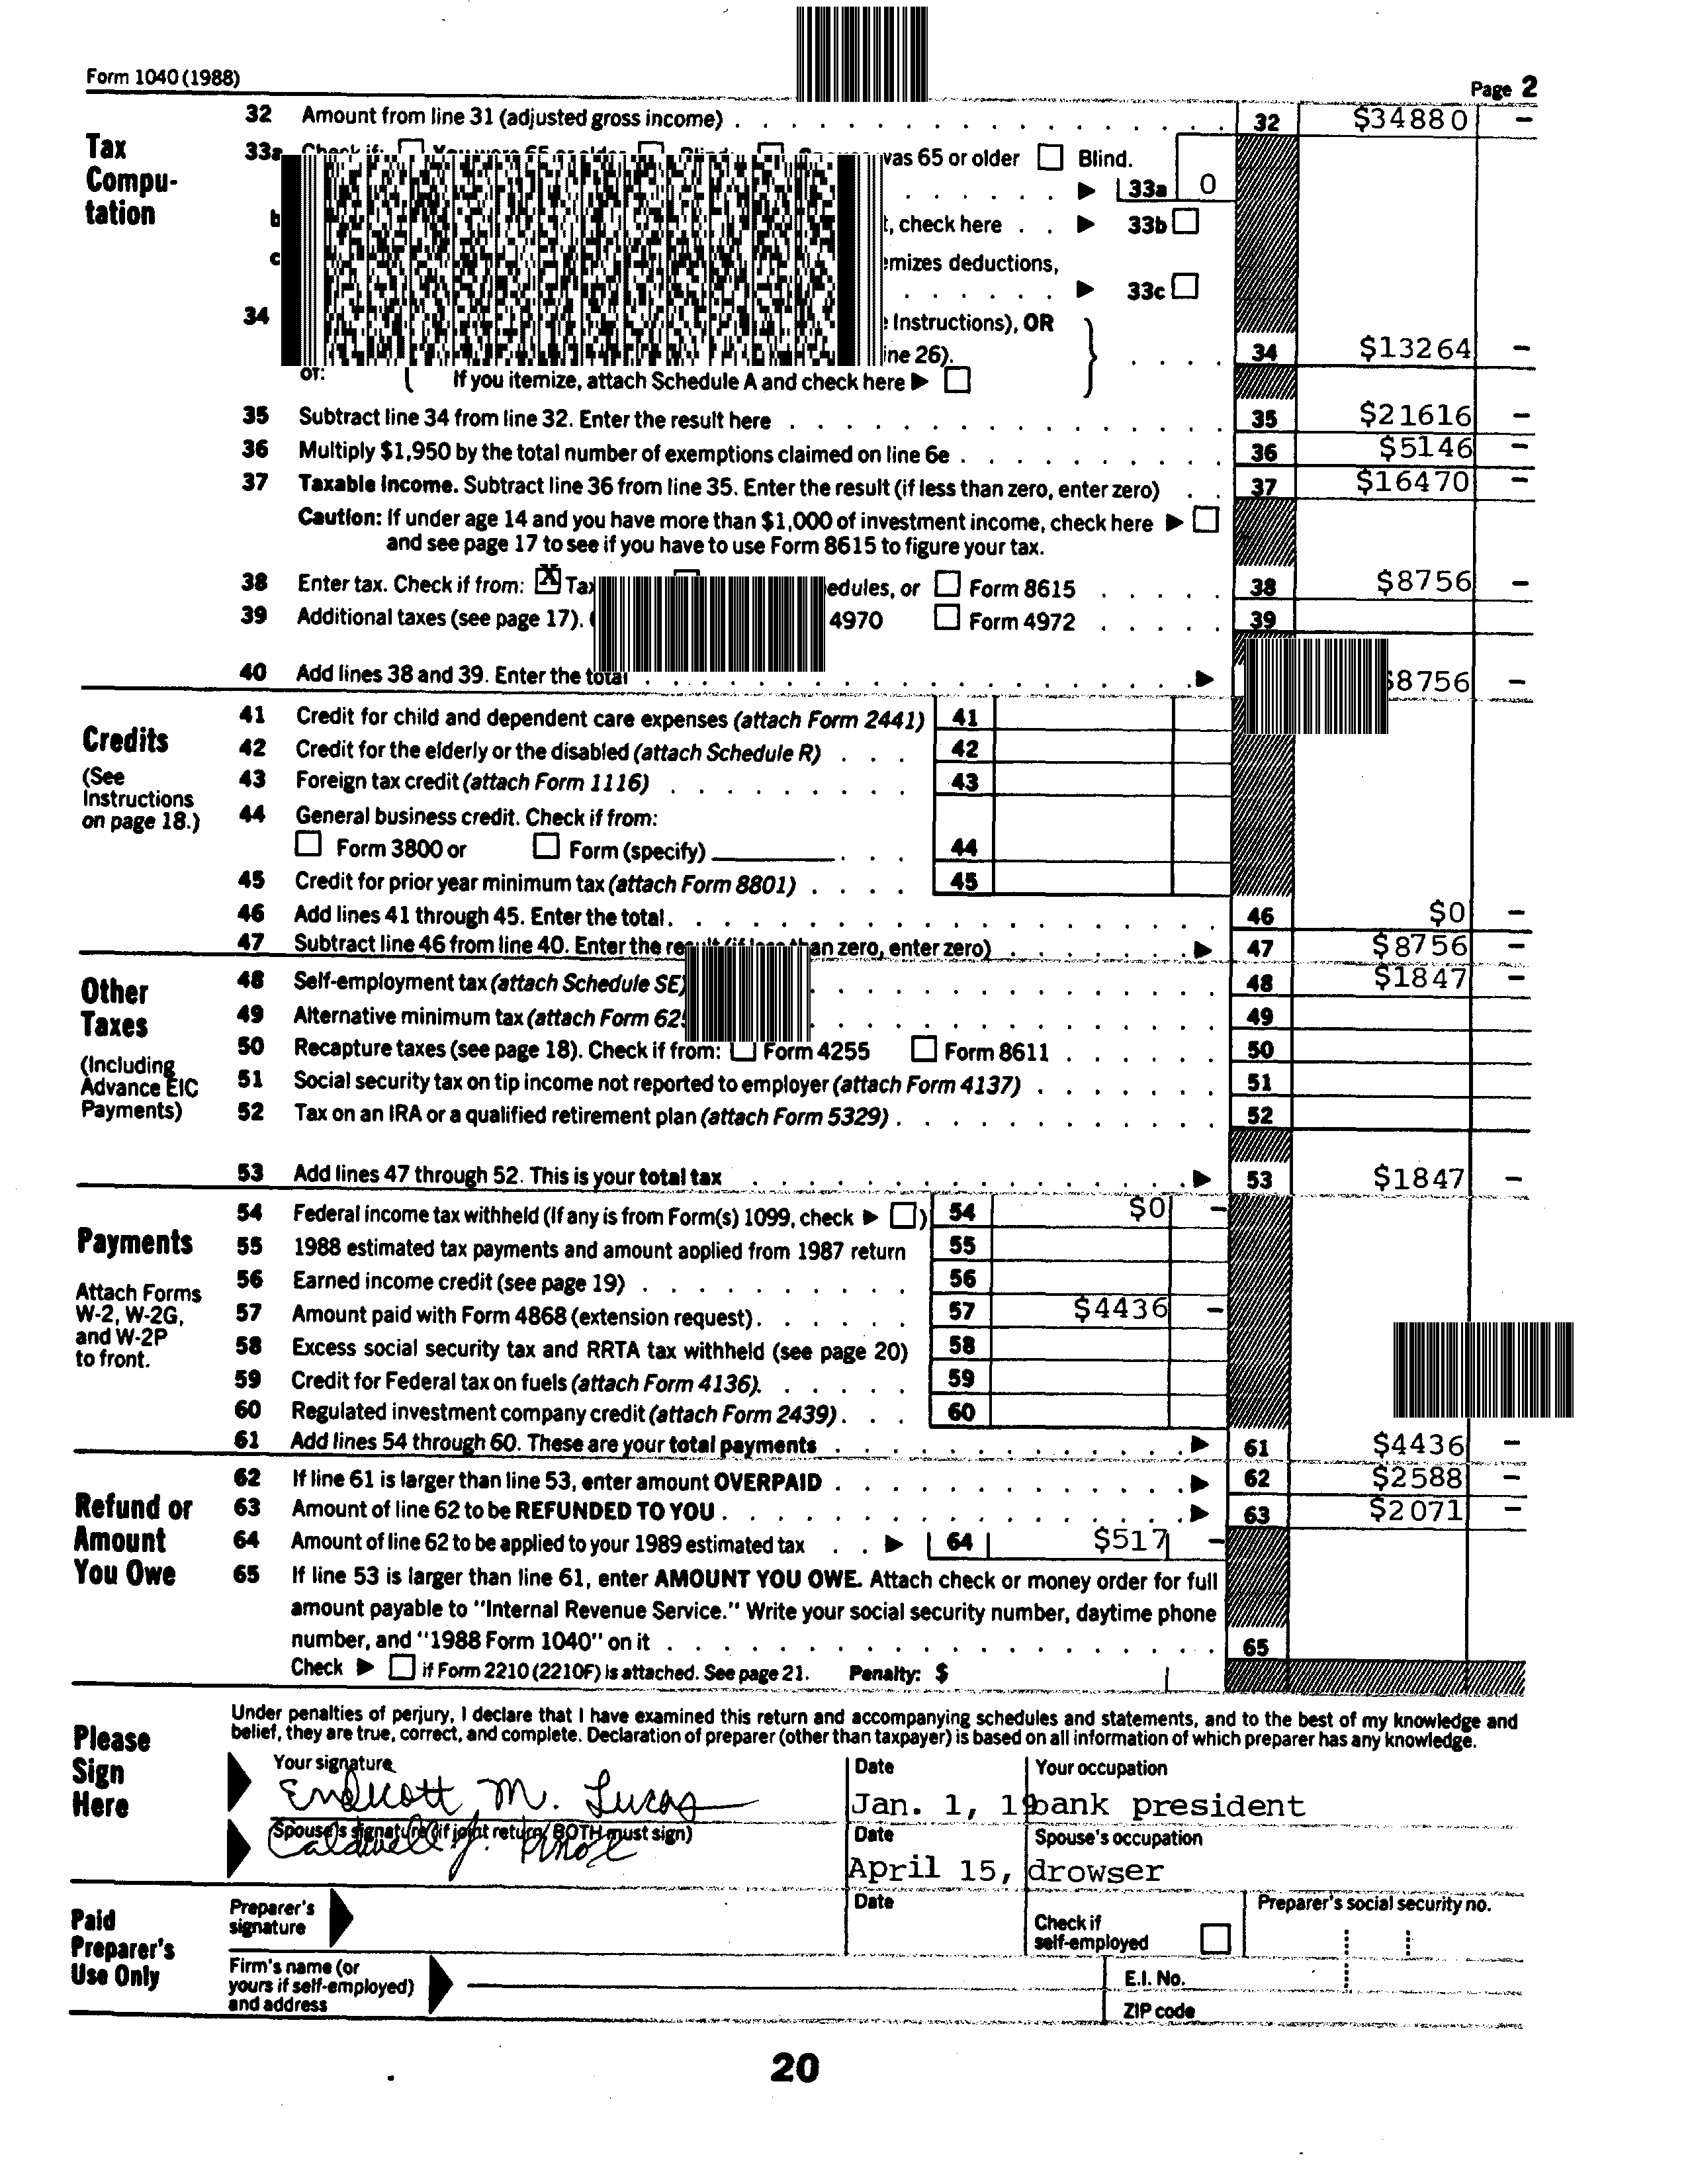 Form 1040 (1988)
Page 2
Tax Compu-
tation
32 Amount from line 31 (adjusted gross income) . . . 32 $34880 –
33a Check if: You were 65 or older Blind was 65 or older Blind.
33a 0
b t, check here . . ▶ 33b
c emizes deductions,
▶ 33c
34 e Instructions), OR
ine 26).
34 $13264 –
or: { If you itemize, attach Schedule A and check here ▶
35 Subtract line 34 from line 32. Enter the result here . . . 35 $21616 –
36 Multiply $1,950 by the total number of exemptions claimed on line 6e . . . 36 $5146 –
37 Taxable income. Subtract line 36 from line 35. Enter the result (if less than zero, enter zero) . . 37 $16470 –
Caution: If under age 14 and you have more than $1,000 of investment income, check here ▶
and see page 17 to see if you have to use Form 8615 to figure your tax.
38 Enter tax. Check if from: X Tax edules, or Form 8615 . . . 38 $8756 –
39 Additional taxes (see page 17). 4970 Form 4972 . . . 39
40 Add lines 38 and 39. Enter the total . . . ▶ $8756 –
Credits
(See
Instructions
on page 18.)
41 Credit for child and dependent care expenses (attach Form 2441) 41
42 Credit for the elderly or the disabled (attach Schedule R) . . . 42
43 Foreign tax credit (attach Form 1116) . . . 43
44 General business credit. Check if from:
Form 3800 or Form (specify) . . . 44
45 Credit for prior year minimum tax (attach Form 8801) . . . 45
46 Add lines 41 through 45. Enter the total . . . 46 $0 –
47 Subtract line 46 from line 40. Enter the result (if less than zero, enter zero) . . . ▶ 47 $8756 –
Other
Taxes
(Including
Advance EIC
Payments)
48 Self-employment tax (attach Schedule SE) . . . 48 $1847 –
49 Alternative minimum tax (attach Form 625 . . . 49
50 Recapture taxes (see page 18). Check if from: Form 4255 Form 8611 . . . 50
51 Social security tax on tip income not reported to employer (attach Form 4137) . . . 51
52 Tax on an IRA or a qualified retirement plan (attach Form 5329) . . . 52
53 Add lines 47 through 52. This is your total tax . . . ▶ 53 $1847 –
Payments
Attach Forms
W-2, W-2G,
and W-2P
to front.
54 Federal income tax withheld (If any is from Form(s) 1099, check ▶ ) 54 $0 –
55 1988 estimated tax payments and amount applied from 1987 return 55
56 Earned income credit (see page 19) . . . 56
57 Amount paid with Form 4868 (extension request) . . . 57 $4436 –
58 Excess social security tax and RRTA tax withheld (see page 20) 58
59 Credit for Federal tax on fuels (attach Form 4136) . . . 59
60 Regulated investment company credit (attach Form 2439) . . . 60
61 Add lines 54 through 60. These are your total payments . . . ▶ 61 $4436 –
Refund or
Amount
You Owe
62 If line 61 is larger than line 53, enter amount OVERPAID . . . ▶ 62 $2588 –
63 Amount of line 62 to be REFUNDED TO YOU . . . ▶ 63 $2071 –
64 Amount of line 62 to be applied to your 1989 estimated tax . . ▶ 64 $517 –
65 If line 53 is larger than line 61, enter AMOUNT YOU OWE. Attach check or money order for full
amount payable to "Internal Revenue Service." Write your social security number, daytime phone
number, and "1988 Form 1040" on it . . . 65
Check ▶ if Form 2210 (2210F) is attached. See page 21. Penalty: $
Please
Sign
Here
Under penalties of perjury, I declare that I have examined this return and accompanying schedules and statements, and to the best of my knowledge and
belief, they are true, correct, and complete. Declaration of preparer (other than taxpayer) is based on all information of which preparer has any knowledge.
Your signature Date Your occupation
Endicott M. Lucas Jan. 1, 19 bank president
Spouse's signature (if joint return, BOTH must sign) Date Spouse's occupation
Caldwell J. April 15, drowser
Paid
Preparer's
Use Only
Preparer's
signature
Date
Check if
self-employed
Preparer's social security no.
Firm's name (or
yours if self-employed)
and address
E.I. No.
ZIP code
20